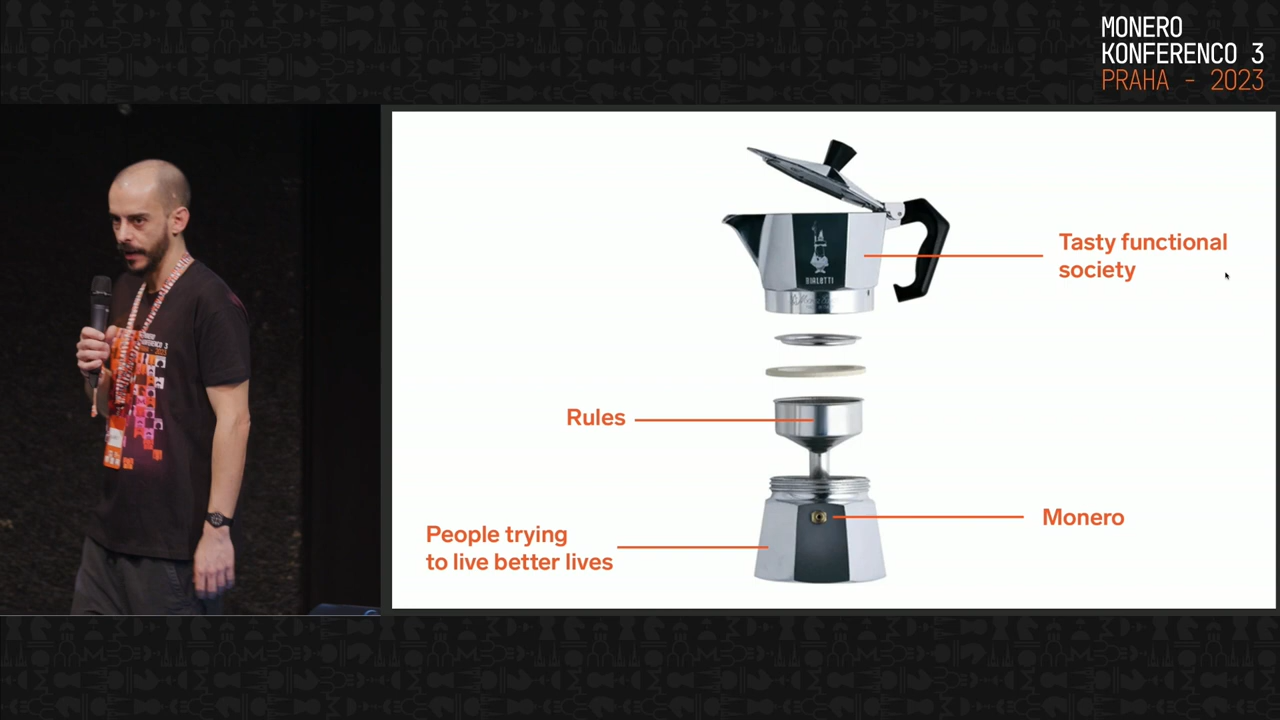 MONERO
KONFERENCO 3
PRAHA - 2023
Tasty functional
society
BIALETTI
Rules
Monero
People trying
to live better lives